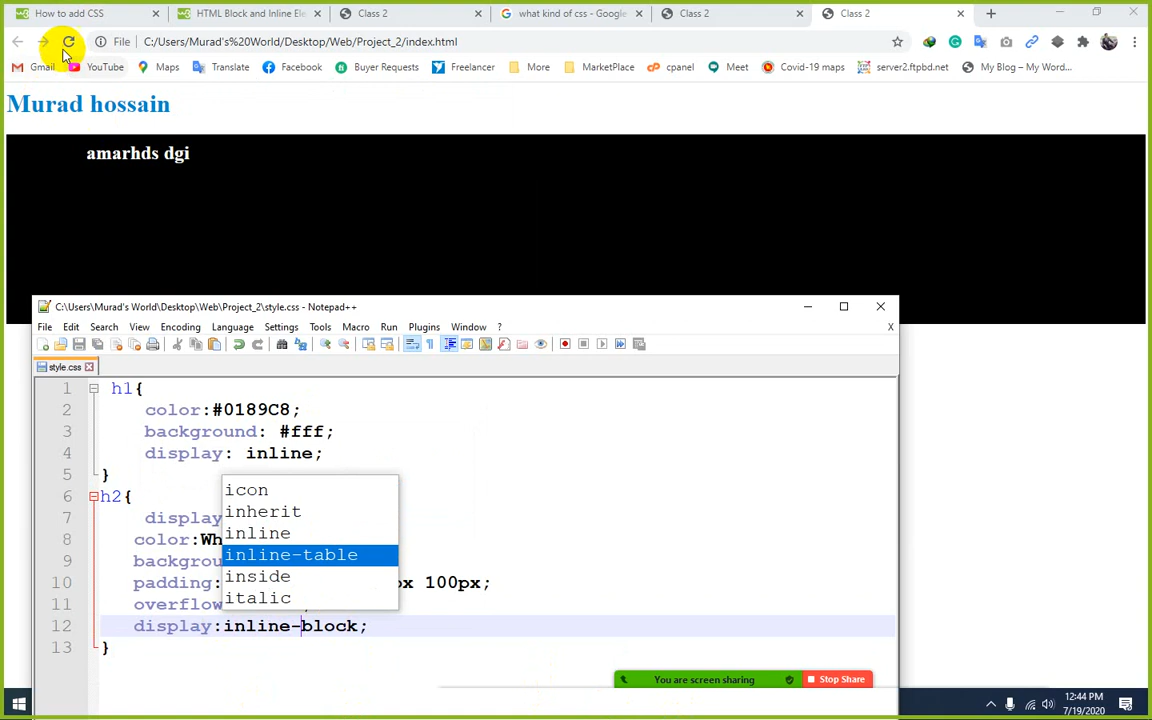 How to add CSS
HTML Block and Inline Ele
Class 2
what kind of css - Google
Class 2
Class 2
File
C:/Users/Murad's%20World/Desktop/Web/Project_2/index.html
Gmail
YouTube
Maps
Translate
Facebook
Buyer Requests
Freelancer
More
MarketPlace
cpanel
Meet
Covid-19 maps
server2.ftpbd.net
My Blog – My Word...
Murad hossain
amarhds dgi
C:\Users\Murad's World\Desktop\Web\Project_2\style.css - Notepad++
File Edit Search View Encoding Language Settings Tools Macro Run Plugins Window ?
X
style.css
1 h1{
2 color:#0189C8;
3 background: #fff;
4 display: inline;
5 }
6 h2{
7 display
8 color:Wh
9 backgrou
10 padding: px 100px;
11 overflow ;
12 display:inline-block;
13 }
icon
inherit
inline
inline-table
inside
italic
You are screen sharing
Stop Share
12:44 PM
7/19/2020